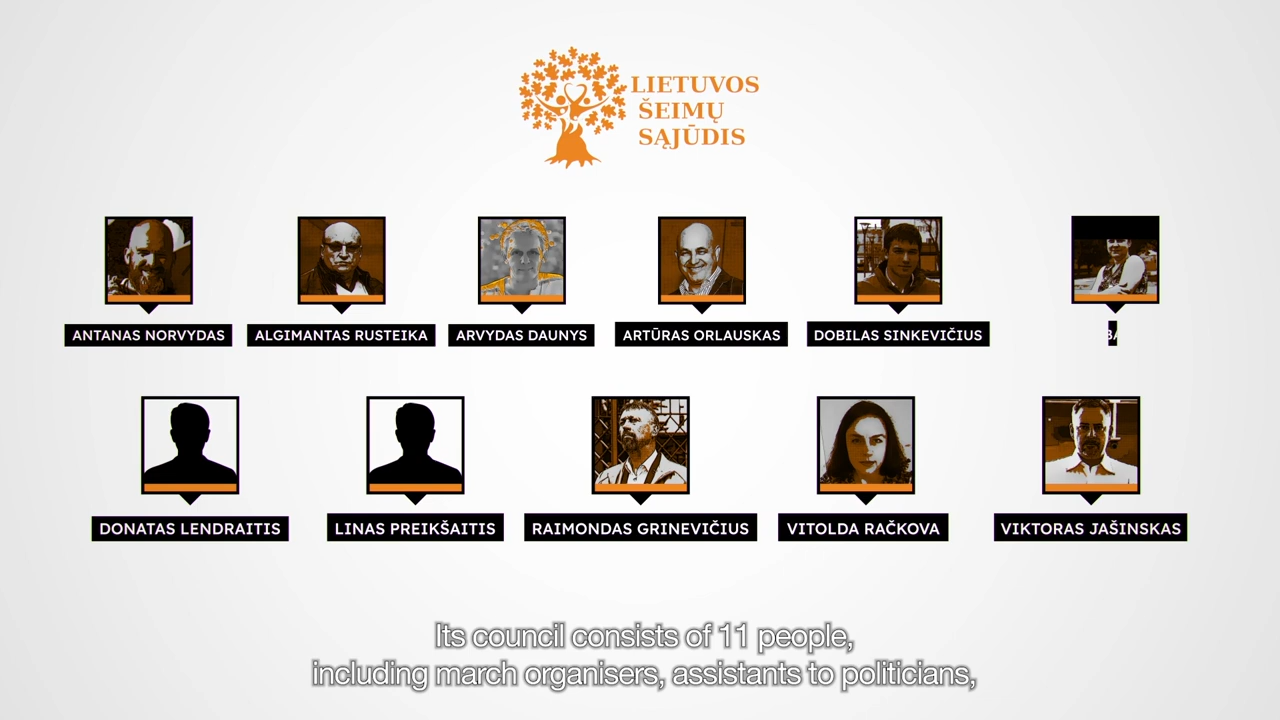 LIETUVOS
ŠEIMŲ
SĄJŪDIS
ANTANAS NORVYDAS
ALGIMANTAS RUSTEIKA
ARVYDAS DAUNYS
ARTŪRAS ORLAUSKAS
DOBILAS SINKEVIČIUS
DONATAS LENDRAITIS
LINAS PREIKŠAITIS
RAIMONDAS GRINEVIČIUS
VITOLDA RAČKOVA
VIKTORAS JAŠINSKAS
Its council consists of 11 people,
including march organisers, assistants to politicians,